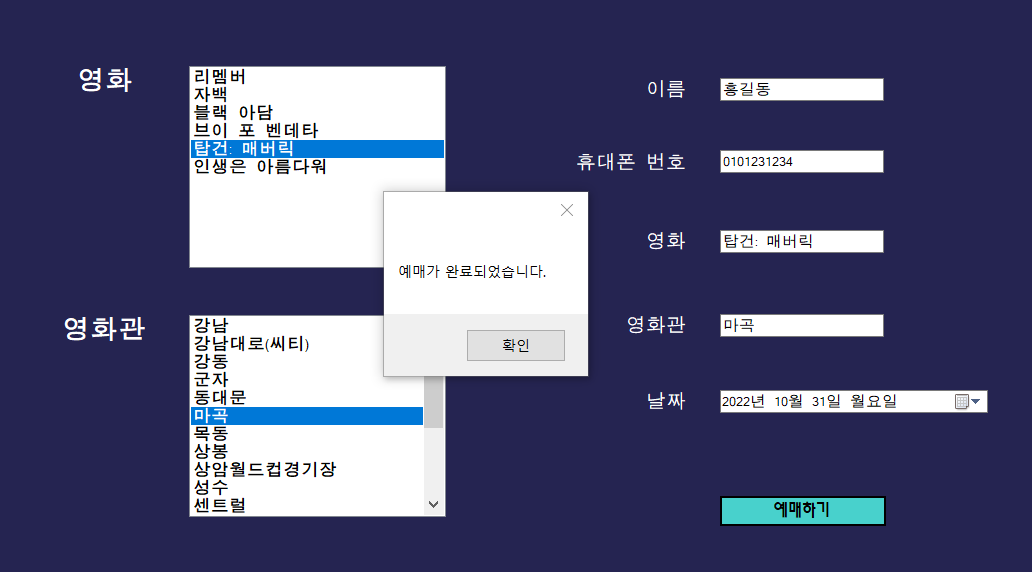 영화
리멤버
자백
블랙 아담
브이 포 벤데타
탑건: 매버릭
인생은 아름다워
영화관
강남
강남대로(씨티)
강동
군자
동대문
마곡
목동
상봉
상암월드컵경기장
성수
센트럴
예매가 완료되었습니다.
확인
이름
홍길동
휴대폰 번호
0101231234
영화
탑건: 매버릭
영화관
마곡
날짜
2022년 10월 31일 월요일
예매하기